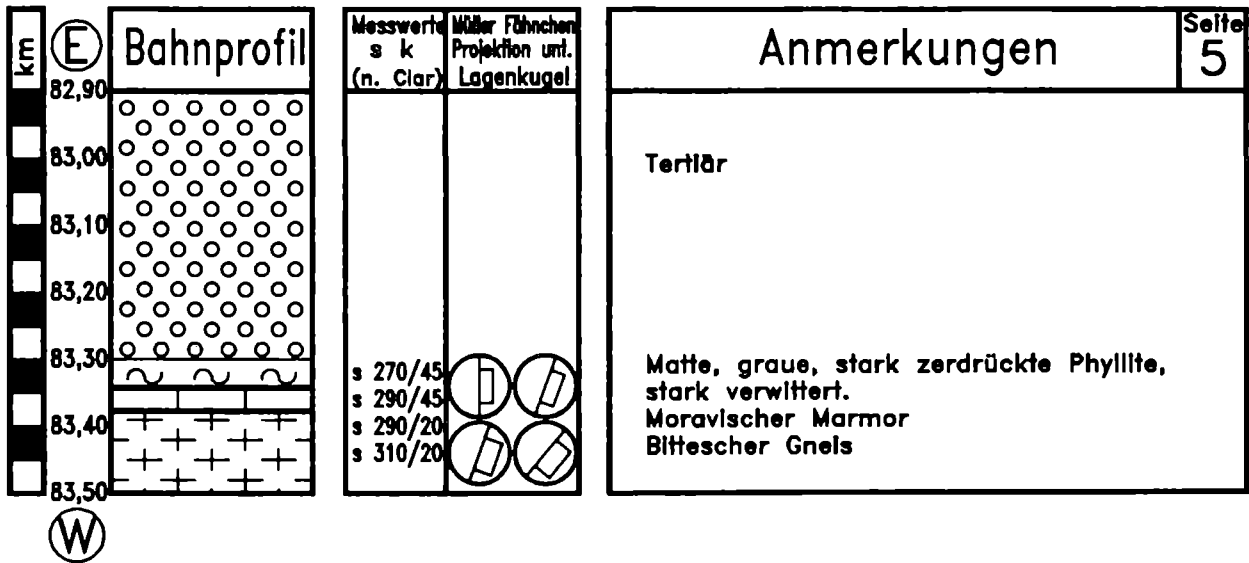 km
E
Bahnprofil
Messwerte
s k
(n. Clar)
Müller Fähnchen
Projektion unt.
Lagenkugel
Anmerkungen
Seite
5
82,90
83,00
Tertiär
83,10
83,20
83,30
s 270/45
s 290/45
s 290/20
s 310/20
Matte, graue, stark zerdrückte Phyllite,
stark verwittert.
Moravischer Marmor
Bittescher Gneis
83,40
83,50
W